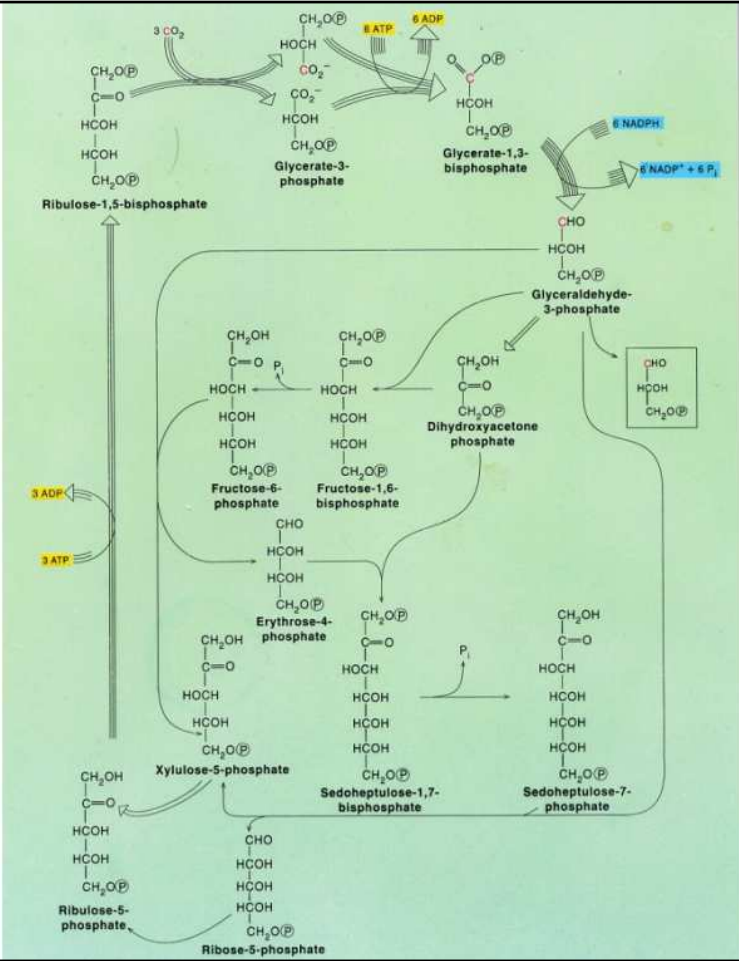 3 CO₂
CH₂OⓅ
C=O
HCOH
HCOH
CH₂OⓅ
Ribulose-1,5-bisphosphate
CH₂OⓅ
HOCH
CO₂⁻
CO₂⁻
HCOH
CH₂OⓅ
Glycerate-3-
phosphate
6 ATP
6 ADP
O OⓅ
C
HCOH
CH₂OⓅ
Glycerate-1,3-
bisphosphate
6 NADPH
6 NADP⁺ + 6 Pᵢ
CHO
HCOH
CH₂OⓅ
Glyceraldehyde-
3-phosphate
CHO
HCOH
CH₂OⓅ
CH₂OH
C=O
CH₂OⓅ
Dihydroxyacetone
phosphate
CH₂OⓅ
C=O
HOCH
HCOH
HCOH
CH₂OⓅ
Fructose-1,6-
bisphosphate
Pᵢ
CH₂OH
C=O
HOCH
HCOH
HCOH
CH₂OⓅ
Fructose-6-
phosphate
3 ADP
3 ATP
CHO
HCOH
HCOH
CH₂OⓅ
Erythrose-4-
phosphate
CH₂OH
C=O
HOCH
HCOH
CH₂OⓅ
Xylulose-5-phosphate
CH₂OⓅ
C=O
HOCH
HCOH
HCOH
HCOH
CH₂OⓅ
Sedoheptulose-1,7-
bisphosphate
Pᵢ
CH₂OH
C=O
HOCH
HCOH
HCOH
HCOH
CH₂OⓅ
Sedoheptulose-7-
phosphate
CH₂OH
C=O
HCOH
HCOH
CH₂OⓅ
Ribulose-5-
phosphate
CHO
HCOH
HCOH
HCOH
CH₂OⓅ
Ribose-5-phosphate